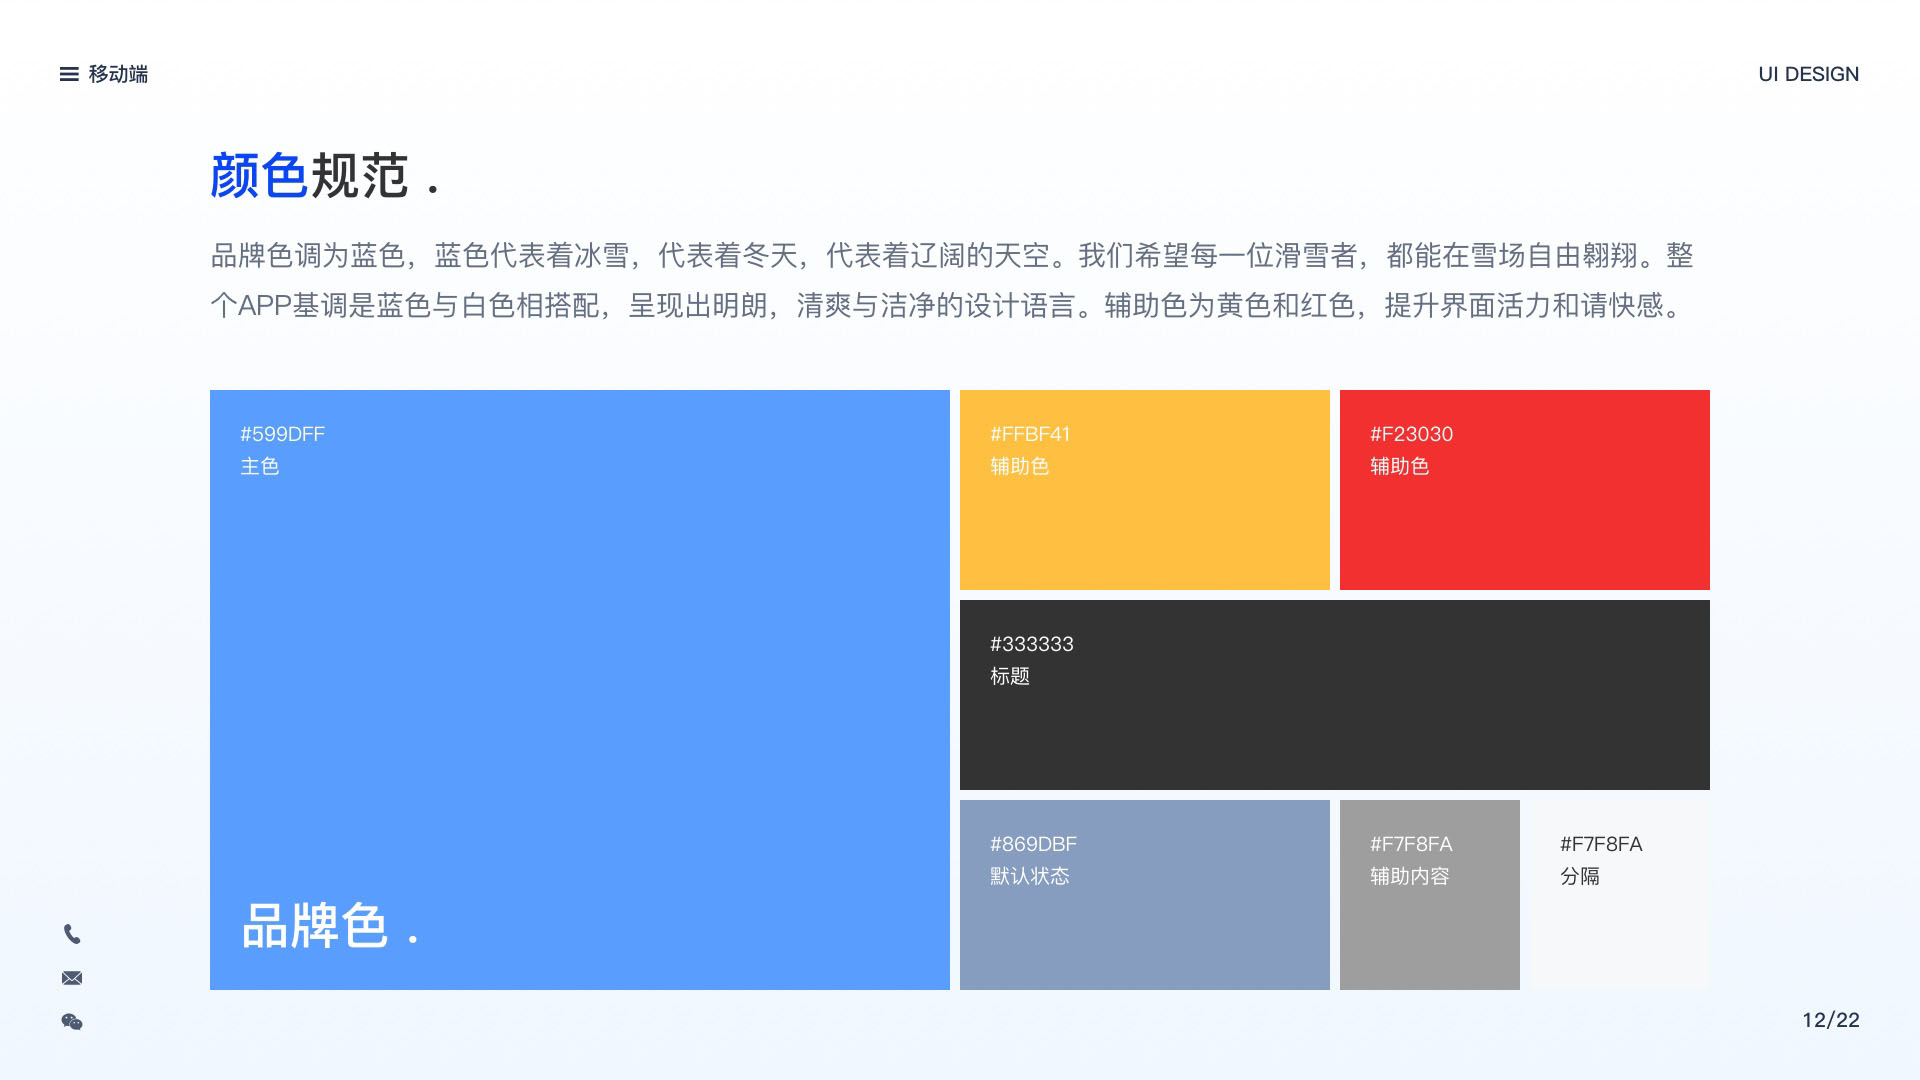 移动端
UI DESIGN
颜色规范 .
品牌色调为蓝色，蓝色代表着冰雪，代表着冬天，代表着辽阔的天空。我们希望每一位滑雪者，都能在雪场自由翱翔。整
个APP基调是蓝色与白色相搭配，呈现出明朗，清爽与洁净的设计语言。辅助色为黄色和红色，提升界面活力和请快感。
#599DFF
主色
品牌色 .
#FFBF41
辅助色
#F23030
辅助色
#333333
标题
#869DBF
默认状态
#F7F8FA
辅助内容
#F7F8FA
分隔
12/22